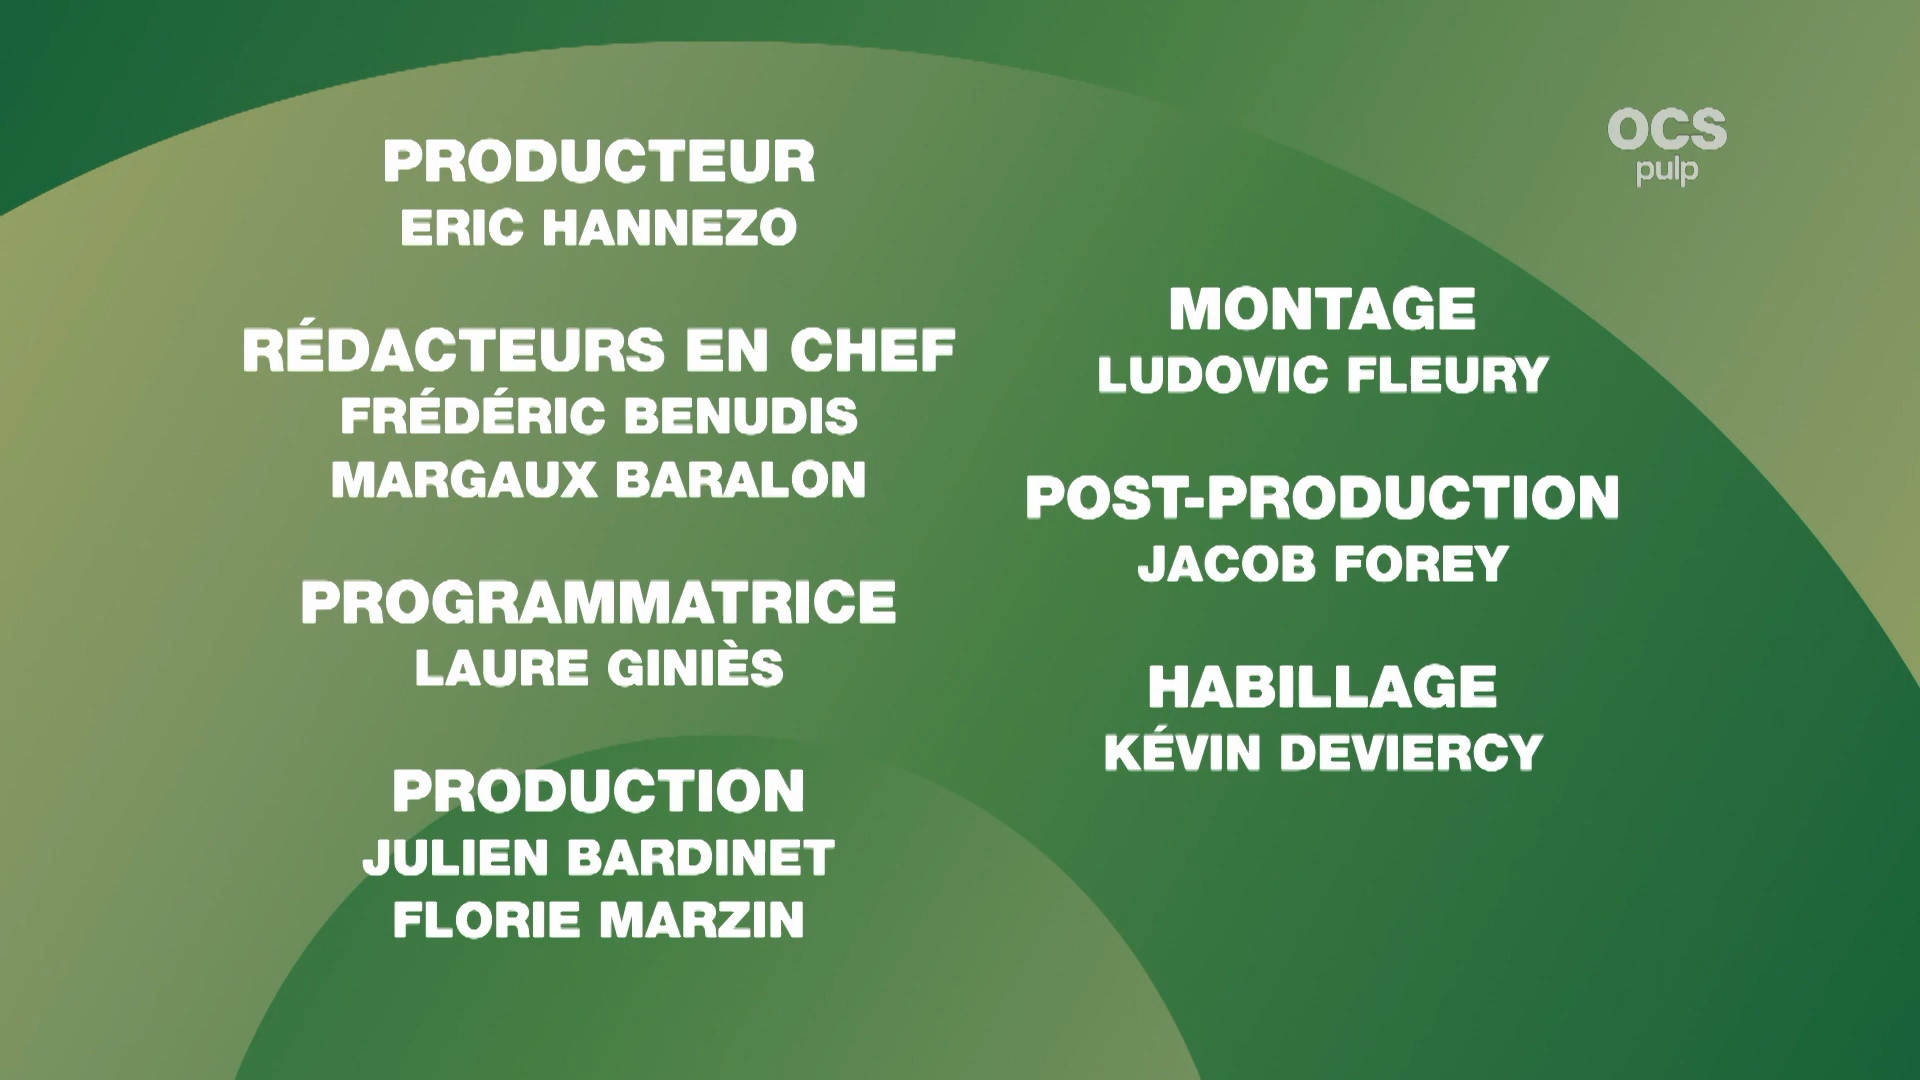 PRODUCTEUR
ERIC HANNEZO
RÉDACTEURS EN CHEF
FRÉDÉRIC BENUDIS
MARGAUX BARALON
PROGRAMMATRICE
LAURE GINIÈS
PRODUCTION
JULIEN BARDINET
FLORIE MARZIN
MONTAGE
LUDOVIC FLEURY
POST-PRODUCTION
JACOB FOREY
HABILLAGE
KÉVIN DEVIERCY
OCS
pulp